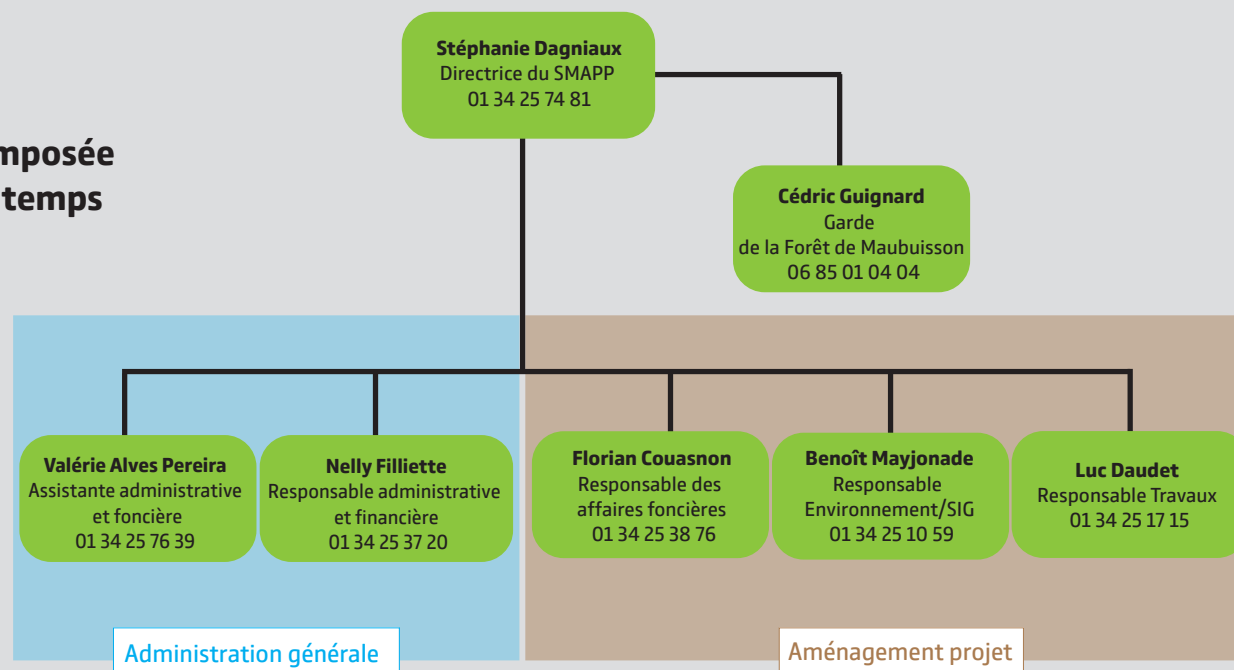 Stéphanie Dagniaux
Directrice du SMAPP
01 34 25 74 81
mposée
temps
Cédric Guignard
Garde
de la Forêt de Maubuisson
06 85 01 04 04
Valérie Alves Pereira
Assistante administrative
et foncière
01 34 25 76 39
Nelly Filliette
Responsable administrative
et financière
01 34 25 37 20
Florian Couasnon
Responsable des
affaires foncières
01 34 25 38 76
Benoît Mayjonade
Responsable
Environnement/SIG
01 34 25 10 59
Luc Daudet
Responsable Travaux
01 34 25 17 15
Administration générale
Aménagement projet